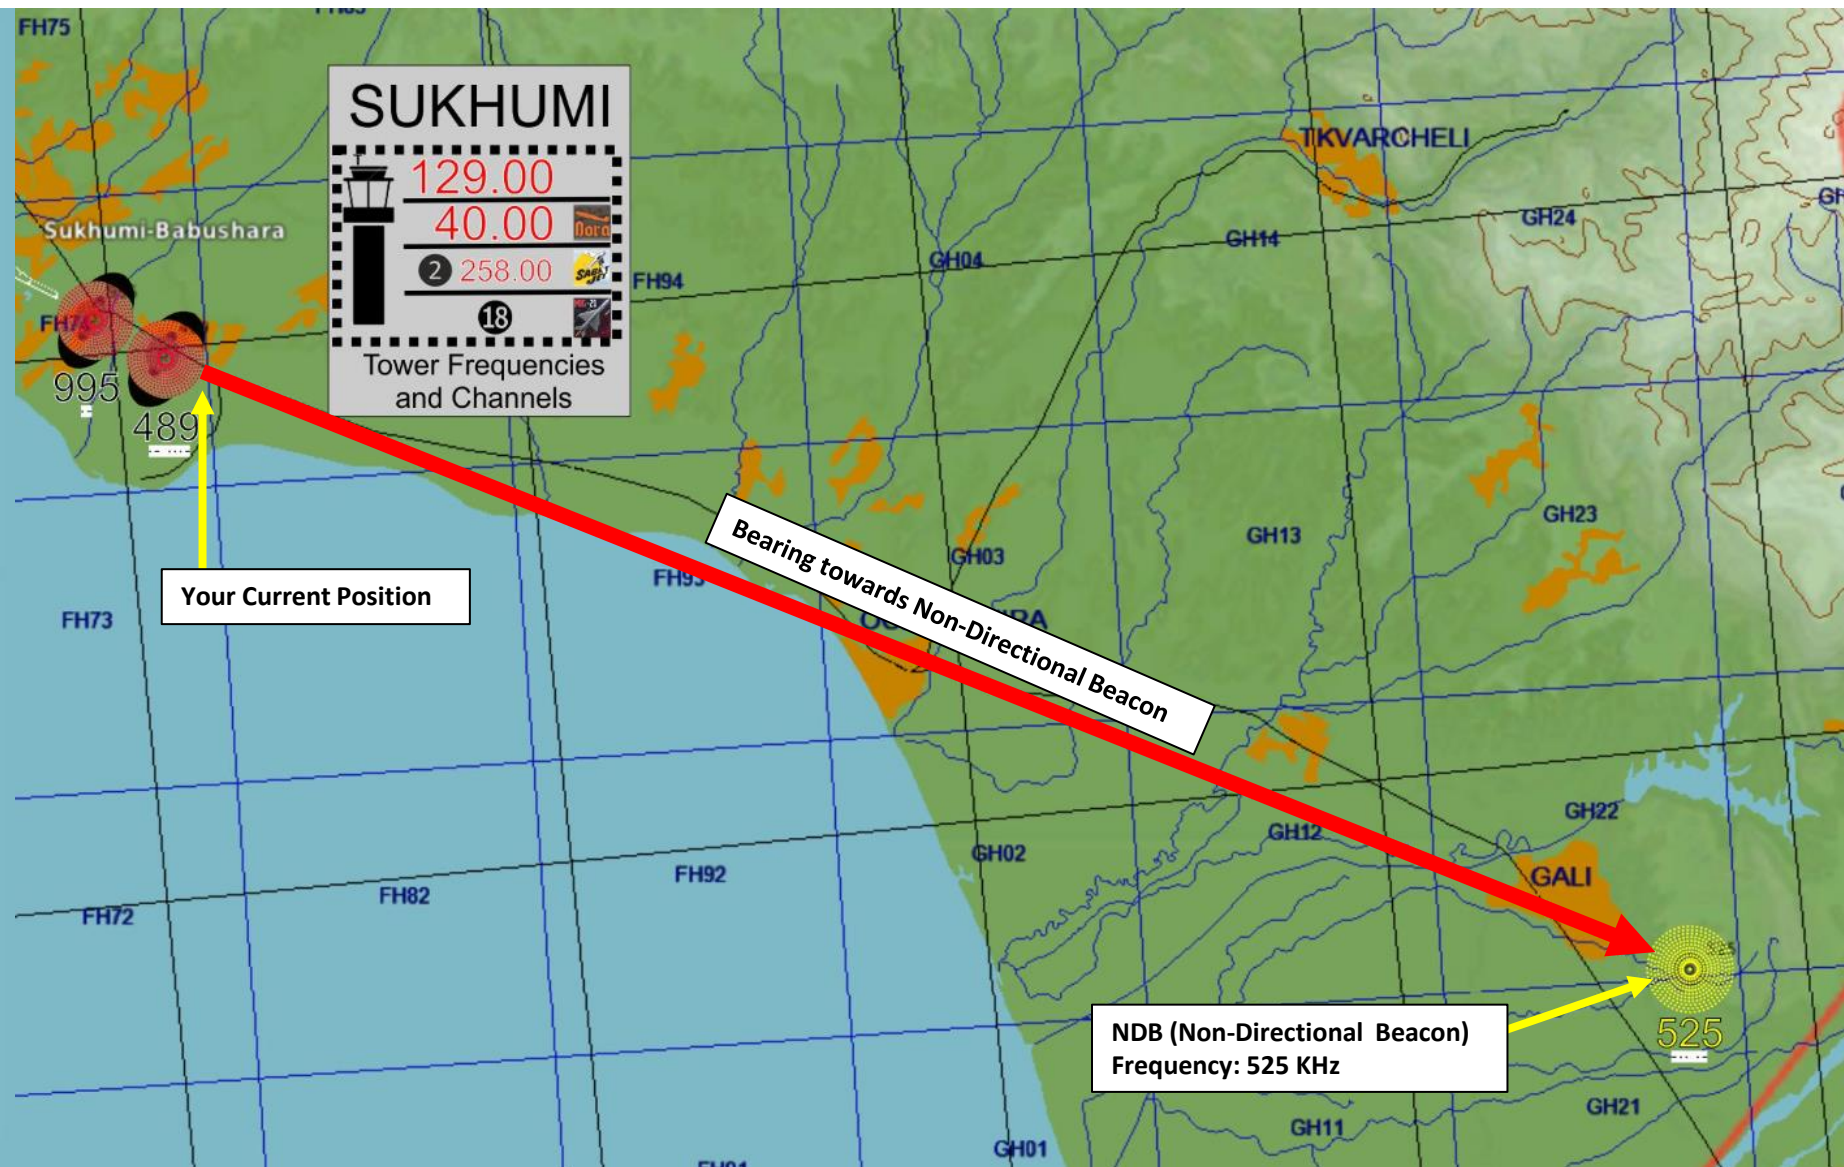 FH75
SUKHUMI
129.00
40.00
Dora
2 258.00
18
Tower Frequencies
and Channels
TKVARCHELI
GH24
GH14
GH04
FH94
Sukhumi-Babushara
995
489
Your Current Position
FH73
Bearing towards Non-Directional Beacon
GH03
GH13
GH23
GH22
GH12
GH02
FH92
FH82
FH72
GALI
525
NDB (Non-Directional Beacon)
Frequency: 525 KHz
GH21
GH11
GH01